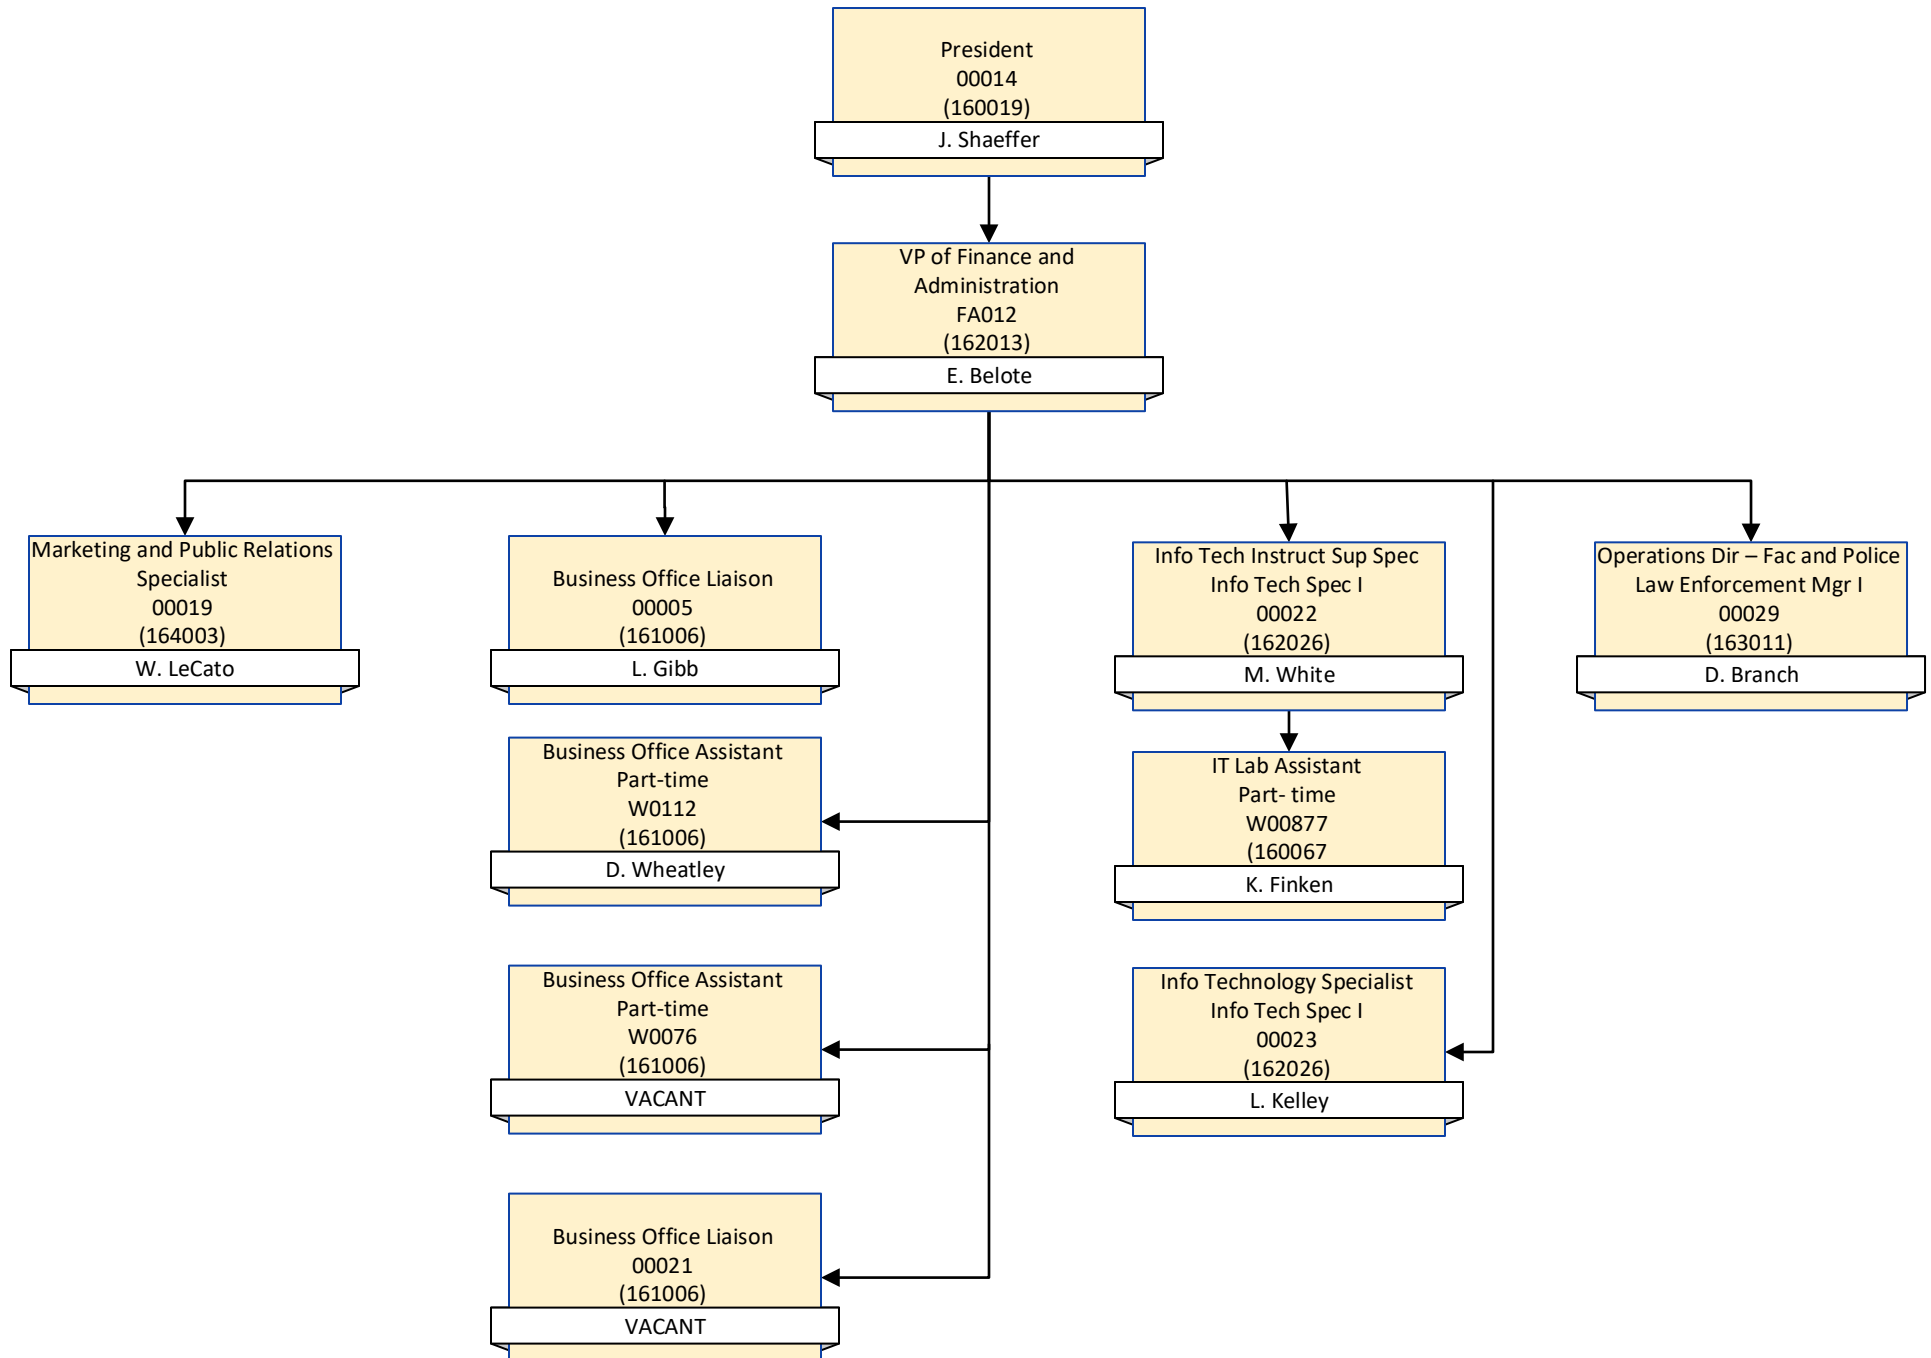 President
00014
(160019)
J. Shaeffer
VP of Finance and
Administration
FA012
(162013)
E. Belote
Marketing and Public Relations
Specialist
00019
(164003)
W. LeCato
Business Office Liaison
00005
(161006)
L. Gibb
Info Tech Instruct Sup Spec
Info Tech Spec I
00022
(162026)
M. White
Operations Dir – Fac and Police
Law Enforcement Mgr I
00029
(163011)
D. Branch
Business Office Assistant
Part-time
W0112
(161006)
D. Wheatley
IT Lab Assistant
Part- time
W00877
(160067
K. Finken
Business Office Assistant
Part-time
W0076
(161006)
VACANT
Info Technology Specialist
Info Tech Spec I
00023
(162026)
L. Kelley
Business Office Liaison
00021
(161006)
VACANT